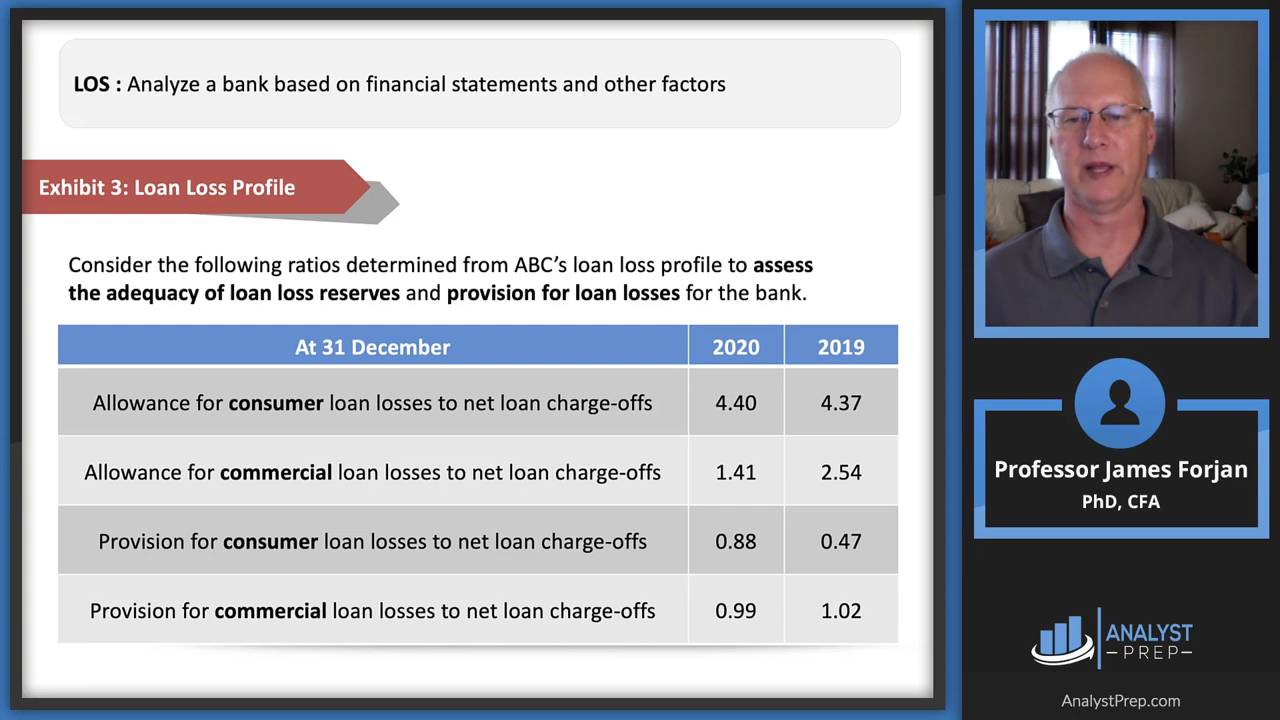 LOS : Analyze a bank based on financial statements and other factors
Exhibit 3: Loan Loss Profile
Consider the following ratios determined from ABC’s loan loss profile to assess
the adequacy of loan loss reserves and provision for loan losses for the bank.
At 31 December 2020 2019
Allowance for consumer loan losses to net loan charge-offs 4.40 4.37
Allowance for commercial loan losses to net loan charge-offs 1.41 2.54
Provision for consumer loan losses to net loan charge-offs 0.88 0.47
Provision for commercial loan losses to net loan charge-offs 0.99 1.02
Professor James Forjan
PhD, CFA
ANALYST
PREP
AnalystPrep.com